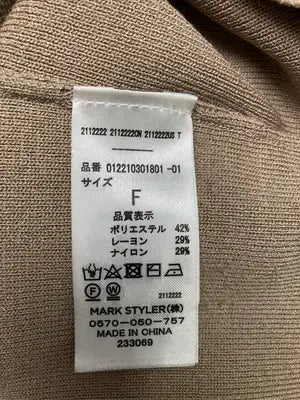 2112222 2112222CN 2112222US T
品番 012210301801 -01
サイズ
F
品質表示
ポリエステル 42%
レーヨン 29%
ナイロン 29%
F W
2112222
MARK STYLER(株)
0570-050-757
MADE IN CHINA
233069